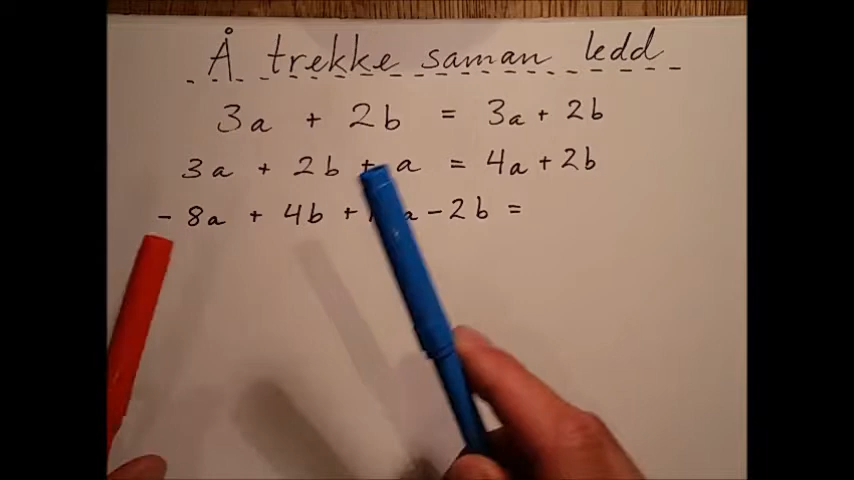 Å trekke saman ledd
3a + 2b = 3a + 2b
3a + 2b + a = 4a + 2b
- 8a + 4b + a - 2b =